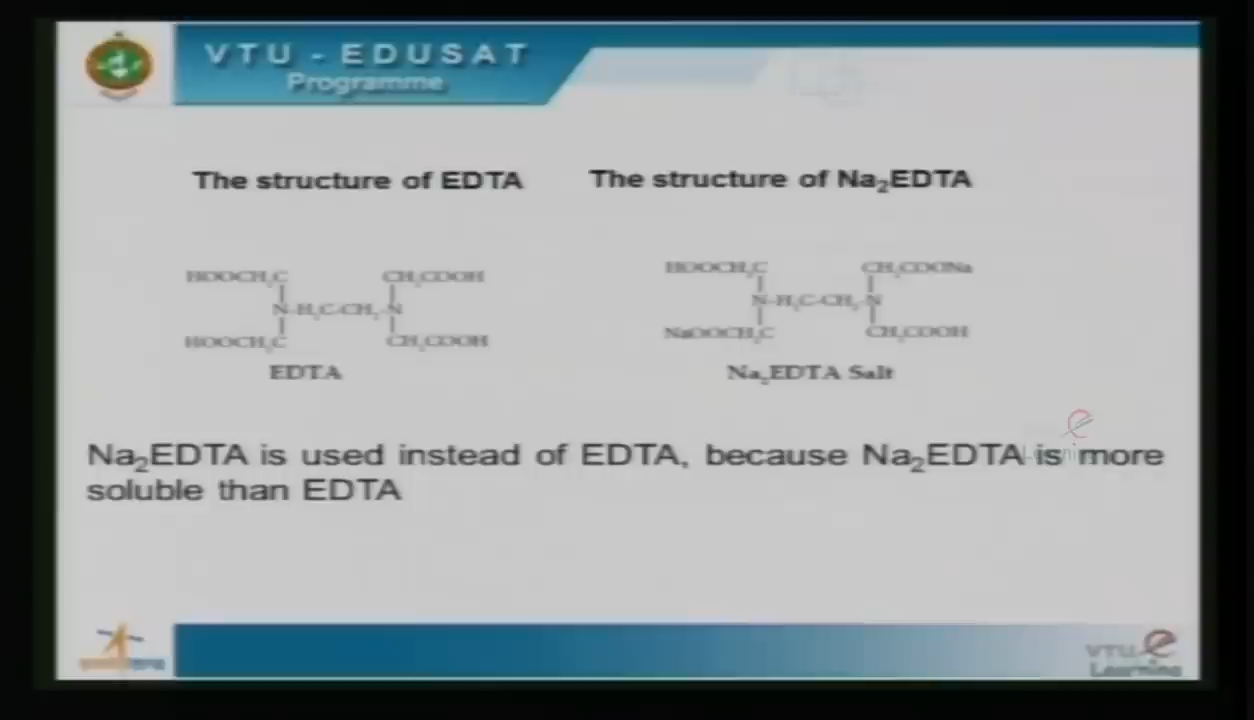 VTU - EDUSAT
Programme
The structure of EDTA
The structure of Na₂EDTA
HOOCH₂C CH₂COOH
N-H₂C-CH₂-N
HOOCH₂C CH₂COOH
EDTA
HOOCH₂C CH₂COONa
N-H₂C-CH₂-N
NaOOCH₂C CH₂COOH
Na₂EDTA Salt
Na₂EDTA is used instead of EDTA, because Na₂EDTA is more
soluble than EDTA
VTU e
Learning